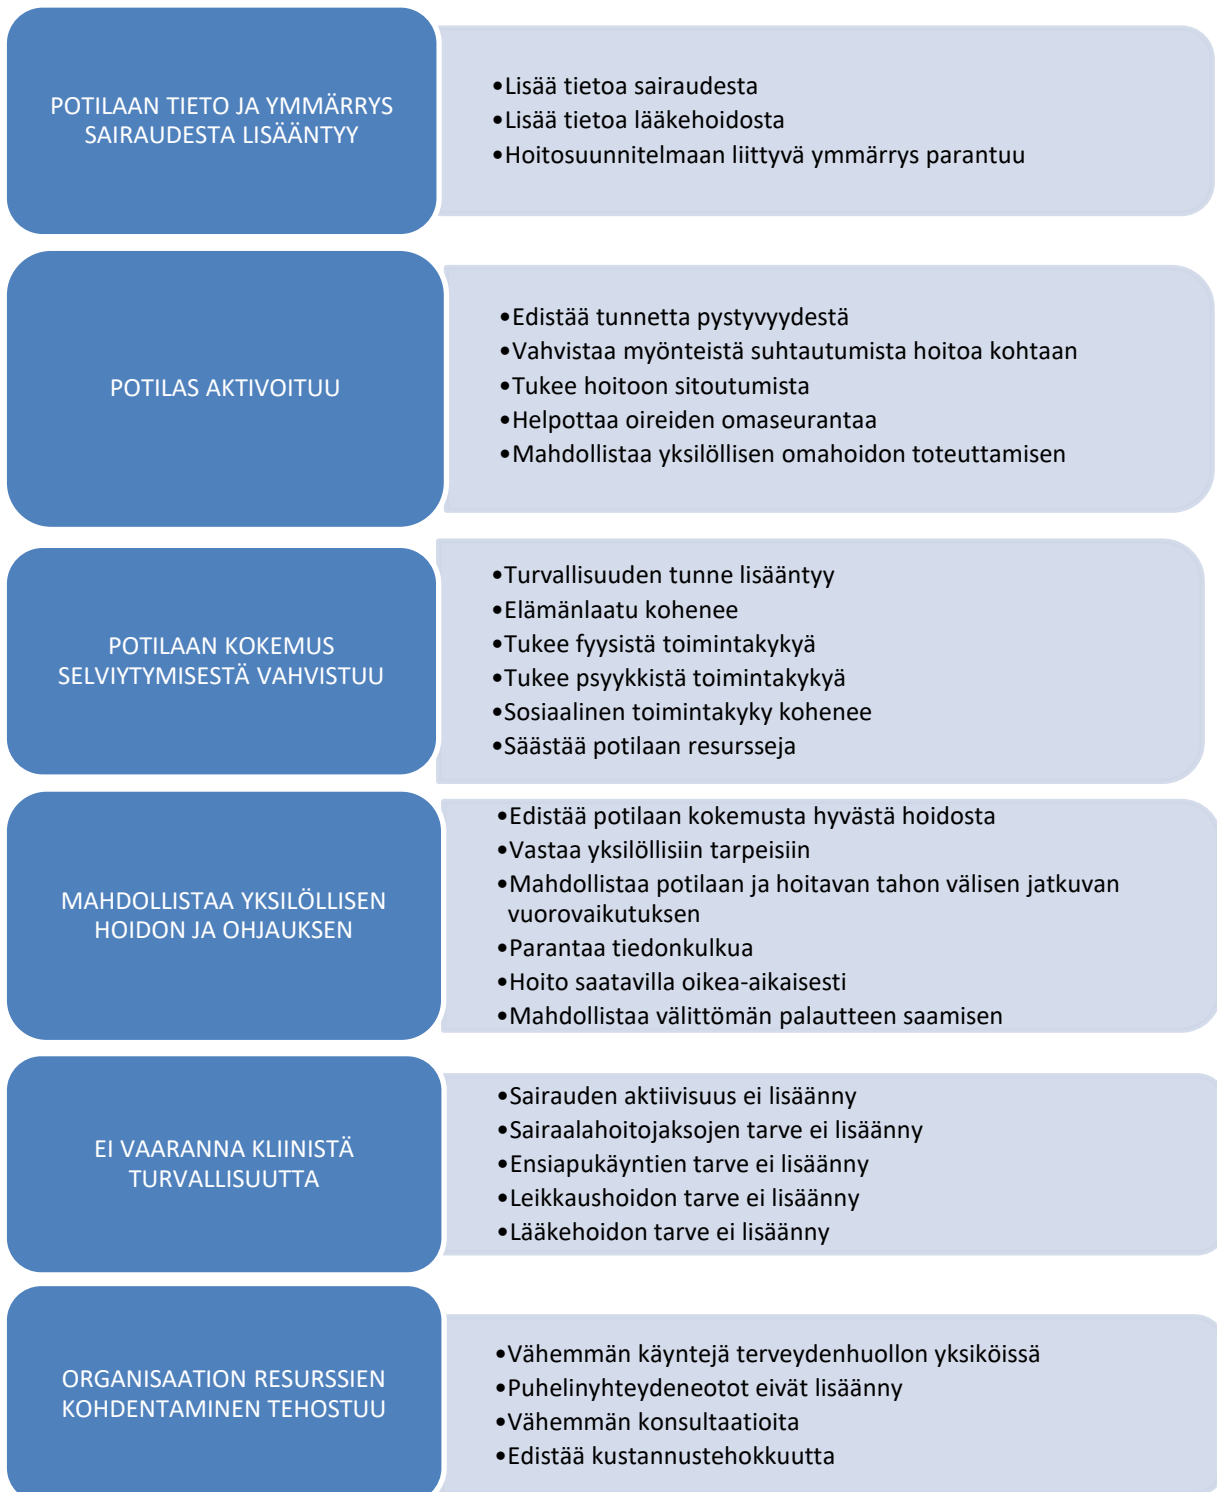 POTILAAN TIETO JA YMMÄRRYS
SAIRAUDESTA LISÄÄNTYY
•Lisää tietoa sairaudesta
•Lisää tietoa lääkehoidosta
•Hoitosuunnitelmaan liittyvä ymmärrys parantuu
POTILAS AKTIVOITUU
•Edistää tunnetta pystyvyydestä
•Vahvistaa myönteistä suhtautumista hoitoa kohtaan
•Tukee hoitoon sitoutumista
•Helpottaa oireiden omaseurantaa
•Mahdollistaa yksilöllisen omahoidon toteuttamisen
POTILAAN KOKEMUS
SELVIYTYMISESTÄ VAHVISTUU
•Turvallisuuden tunne lisääntyy
•Elämänlaatu kohenee
•Tukee fyysistä toimintakykyä
•Tukee psyykkistä toimintakykyä
•Sosiaalinen toimintakyky kohenee
•Säästää potilaan resursseja
MAHDOLLISTAA YKSILÖLLISEN
HOIDON JA OHJAUKSEN
•Edistää potilaan kokemusta hyvästä hoidosta
•Vastaa yksilöllisiin tarpeisiin
•Mahdollistaa potilaan ja hoitavan tahon välisen jatkuvan
vuorovaikutuksen
•Parantaa tiedonkulkua
•Hoito saatavilla oikea-aikaisesti
•Mahdollistaa välittömän palautteen saamisen
EI VAARANNA KLIINISTÄ
TURVALLISUUTTA
•Sairauden aktiivisuus ei lisäänny
•Sairaalahoitojaksojen tarve ei lisäänny
•Ensiapukäyntien tarve ei lisäänny
•Leikkaushoidon tarve ei lisäänny
•Lääkehoidon tarve ei lisäänny
ORGANISAATION RESURSSIEN
KOHDENTAMINEN TEHOSTUU
•Vähemmän käyntejä terveydenhuollon yksiköissä
•Puhelinyhteydeneotot eivät lisäänny
•Vähemmän konsultaatioita
•Edistää kustannustehokkuutta